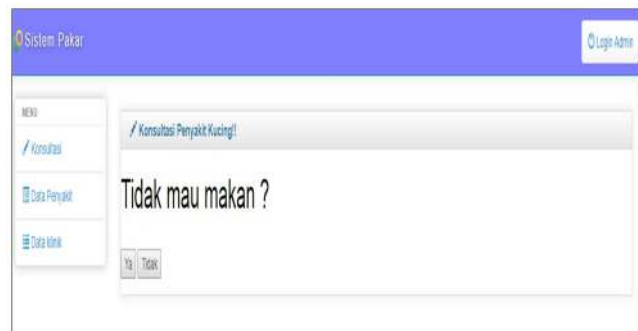 Sistem Pakar
Login Admin
MENU
Konsultasi
Data Penyakit
Data klinik
Konsultasi Penyakit Kucing!!
Tidak mau makan ?
Ya Tidak